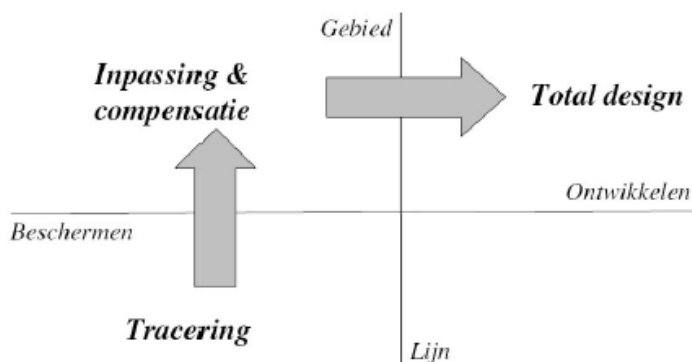 Gebied
Inpassing &
compensatie
Total design
Ontwikkelen
Beschermen
Tracering
Lijn